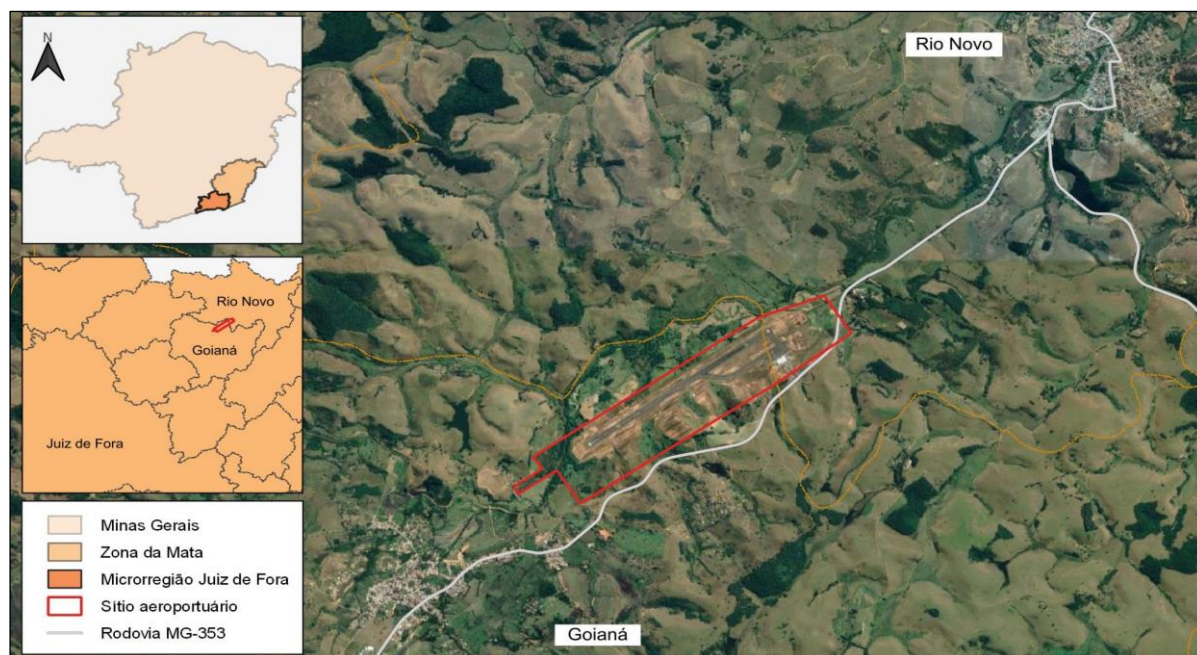 N
Rio Novo
Rio Novo
Goianá
Juiz de Fora
Minas Gerais
Zona da Mata
Microrregião Juiz de Fora
Sítio aeroportuário
Rodovia MG-353
Goianá